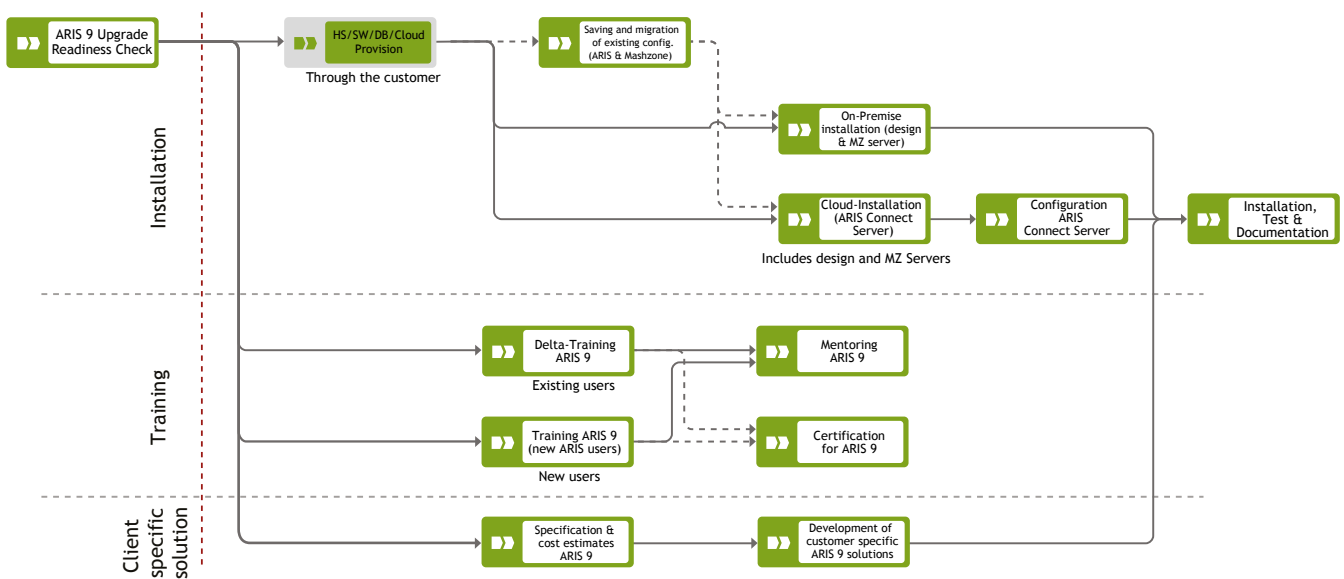 ARIS 9 Upgrade
Readiness Check
HS/SW/DB/Cloud
Provision
Through the customer
Saving and migration
of existing config.
(ARIS & Mashzone)
On-Premise
installation (design
& MZ server)
Cloud-Installation
(ARIS Connect
Server)
Includes design and MZ Servers
Configuration
ARIS
Connect Server
Installation,
Test &
Documentation
Installation
Training
Delta-Training
ARIS 9
Existing users
Mentoring
ARIS 9
Training ARIS 9
(new ARIS users)
New users
Certification
for ARIS 9
Client
specific
solution
Specification &
cost estimates
ARIS 9
Development of
customer specific
ARIS 9 solutions